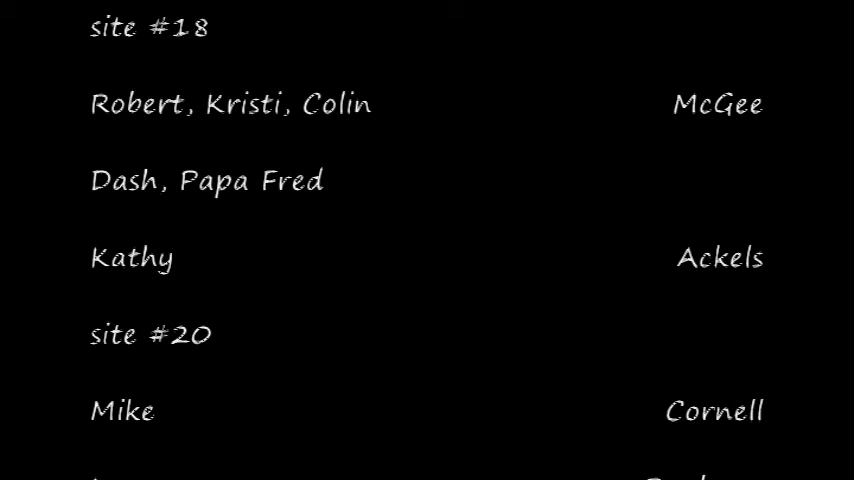 site #18
Robert, Kristi, Colin McGee
Dash, Papa Fred
Kathy Ackels
site #20
Mike Cornell